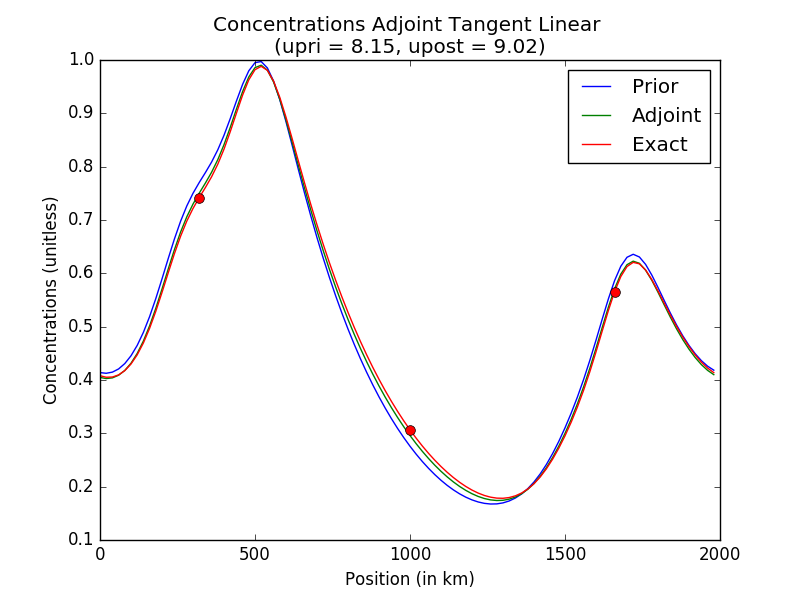 Concentrations Adjoint Tangent Linear
(upri = 8.15, upost = 9.02)
Prior
Adjoint
Exact
Concentrations (unitless)
1.0
0.9
0.8
0.7
0.6
0.5
0.4
0.3
0.2
0.1
0 500 1000 1500 2000
Position (in km)